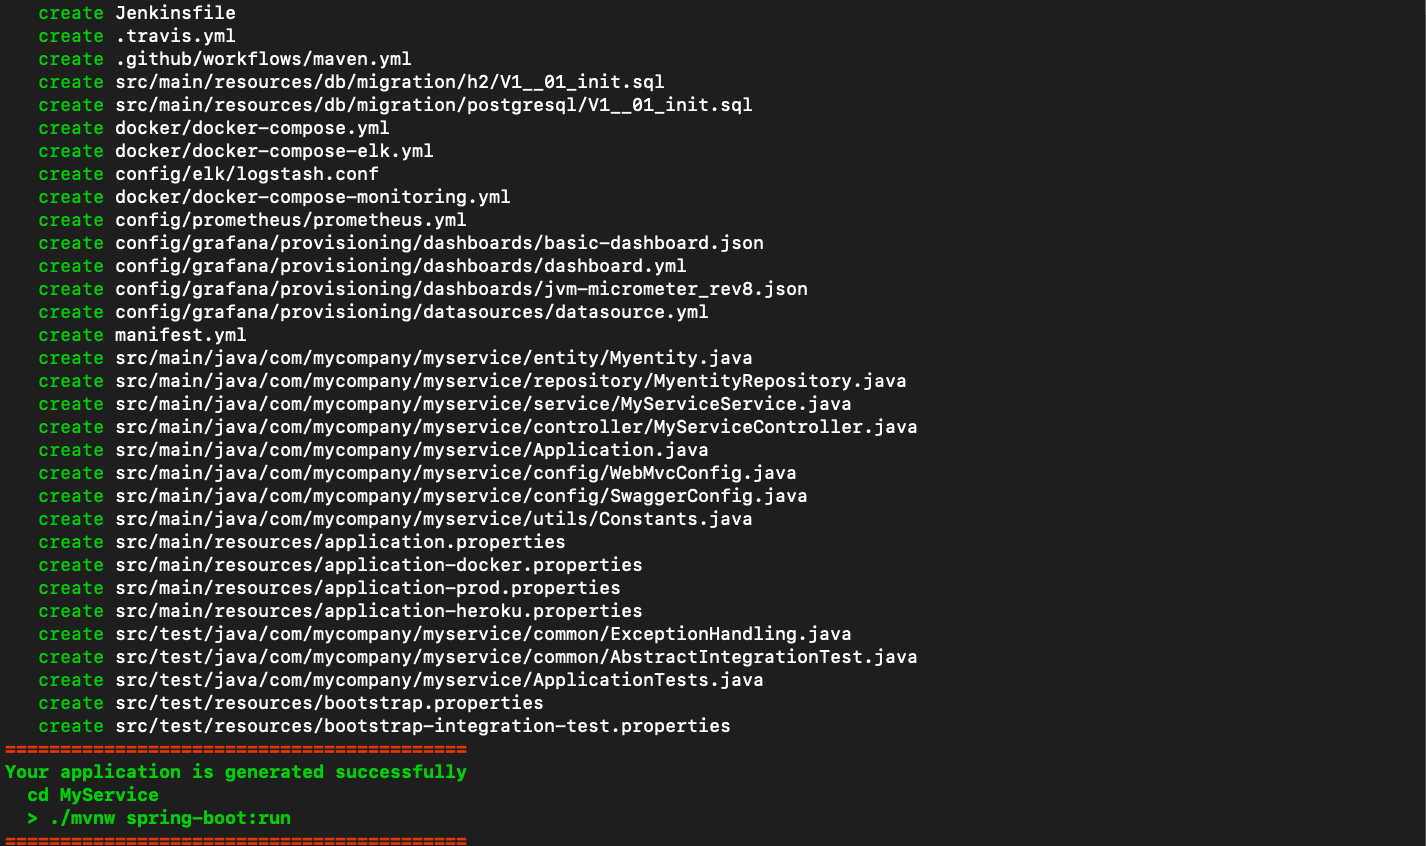 create Jenkinsfile
create .travis.yml
create .github/workflows/maven.yml
create src/main/resources/db/migration/h2/V1__01_init.sql
create src/main/resources/db/migration/postgresql/V1__01_init.sql
create docker/docker-compose.yml
create docker/docker-compose-elk.yml
create config/elk/logstash.conf
create docker/docker-compose-monitoring.yml
create config/prometheus/prometheus.yml
create config/grafana/provisioning/dashboards/basic-dashboard.json
create config/grafana/provisioning/dashboards/dashboard.yml
create config/grafana/provisioning/dashboards/jvm-micrometer_rev8.json
create config/grafana/provisioning/datasources/datasource.yml
create manifest.yml
create src/main/java/com/mycompany/myservice/entity/Myentity.java
create src/main/java/com/mycompany/myservice/repository/MyentityRepository.java
create src/main/java/com/mycompany/myservice/service/MyServiceService.java
create src/main/java/com/mycompany/myservice/controller/MyServiceController.java
create src/main/java/com/mycompany/myservice/Application.java
create src/main/java/com/mycompany/myservice/config/WebMvcConfig.java
create src/main/java/com/mycompany/myservice/config/SwaggerConfig.java
create src/main/java/com/mycompany/myservice/utils/Constants.java
create src/main/resources/application.properties
create src/main/resources/application-docker.properties
create src/main/resources/application-prod.properties
create src/main/resources/application-heroku.properties
create src/test/java/com/mycompany/myservice/common/ExceptionHandling.java
create src/test/java/com/mycompany/myservice/common/AbstractIntegrationTest.java
create src/test/java/com/mycompany/myservice/ApplicationTests.java
create src/test/resources/bootstrap.properties
create src/test/resources/bootstrap-integration-test.properties
==========================================
Your application is generated successfully
cd MyService
> ./mvnw spring-boot:run
==========================================